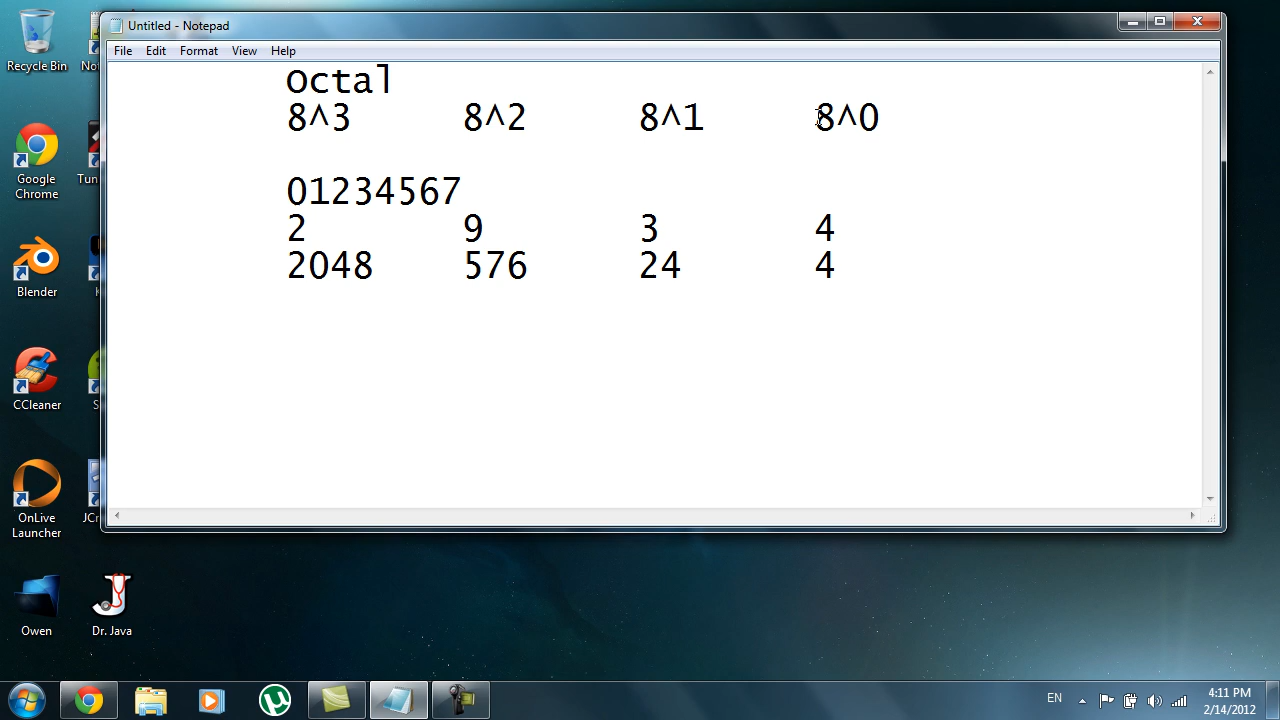 Untitled - Notepad
File Edit Format View Help
Octal
8^3 8^2 8^1 8^0
01234567
2 9 3 4
2048 576 24 4
Recycle Bin
Google Chrome
Blender
CCleaner
OnLive Launcher
Owen
Dr. Java
EN
4:11 PM
2/14/2012